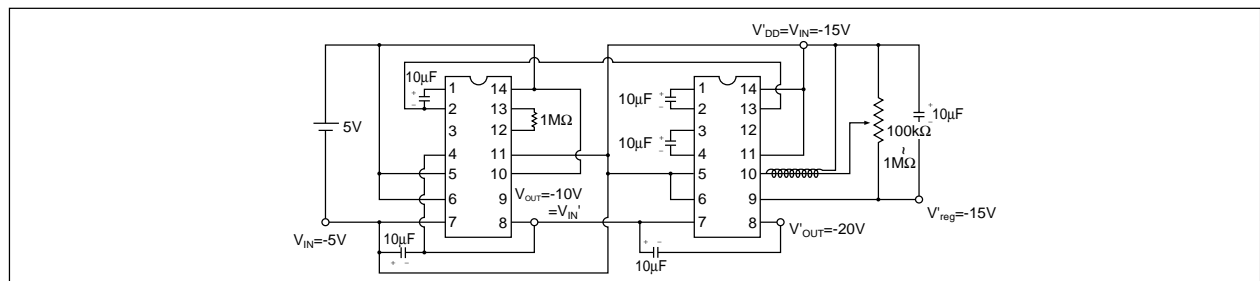 V'DD=VIN=-15V
5V
VIN=-5V
10μF
+
–
1
2
3
4
5
6
7
14
13
12
11
10
9
8
1MΩ
VOUT=-10V
=VIN'
10μF
+ –
10μF
+
–
10μF
+
–
1
2
3
4
5
6
7
14
13
12
11
10
9
8
10μF
+ –
100kΩ
~
1MΩ
+
–
10μF
V'reg=-15V
V'OUT=-20V